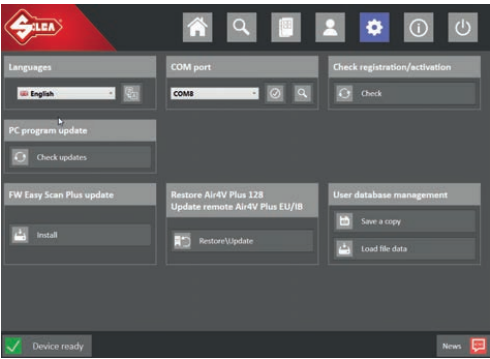 SILCA
Languages
English
COM port
COM8
Check registration/activation
Check
PC program update
Check updates
FW Easy Scan Plus update
Install
Restore Air4V Plus 128
Update remote Air4V Plus EU/IB
Restore\Update
User database management
Save a copy
Load file data
Device ready
News